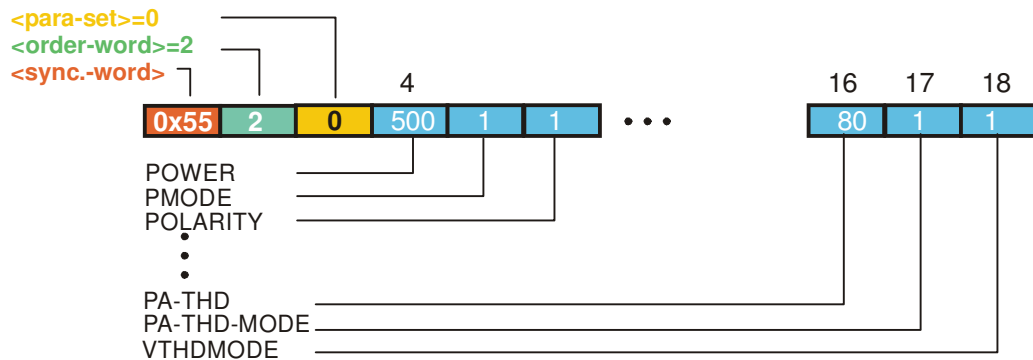 <para-set>=0
<order-word>=2
<sync.-word>
4 16 17 18
0x55 2 0 500 1 1 80 1 1
POWER
PMODE
POLARITY
PA-THD
PA-THD-MODE
VTHDMODE